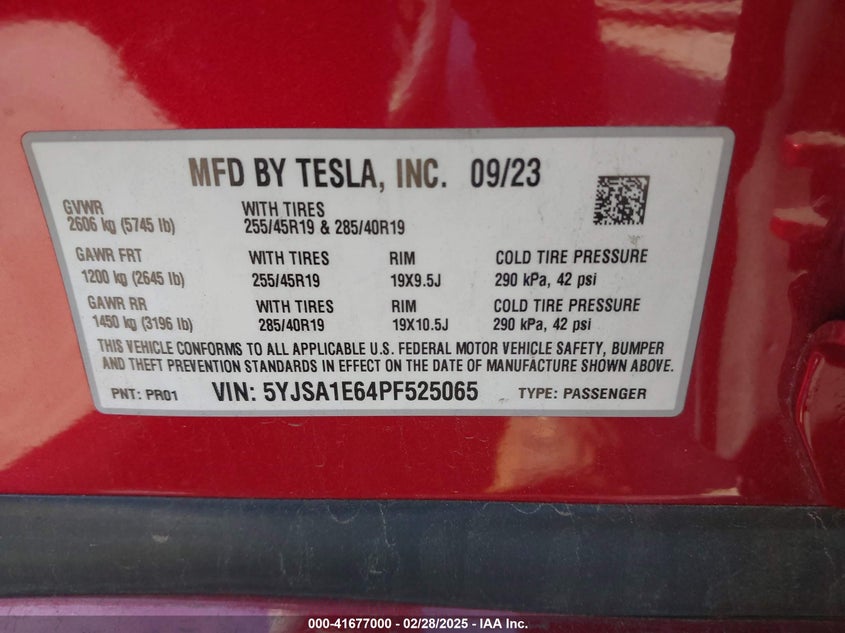 MFD BY TESLA, INC. 09/23
GVWR
2606 kg (5745 lb)
WITH TIRES
255/45R19 & 285/40R19
GAWR FRT WITH TIRES RIM COLD TIRE PRESSURE
1200 kg (2645 lb) 255/45R19 19X9.5J 290 kPa, 42 psi
GAWR RR WITH TIRES RIM COLD TIRE PRESSURE
1450 kg (3196 lb) 285/40R19 19X10.5J 290 kPa, 42 psi
THIS VEHICLE CONFORMS TO ALL APPLICABLE U.S. FEDERAL MOTOR VEHICLE SAFETY, BUMPER
AND THEFT PREVENTION STANDARDS IN EFFECT ON THE DATE OF MANUFACTURE SHOWN ABOVE.
PNT: PR01 VIN: 5YJSA1E64PF525065 TYPE: PASSENGER
000-41677000 - 02/28/2025 - IAA Inc.